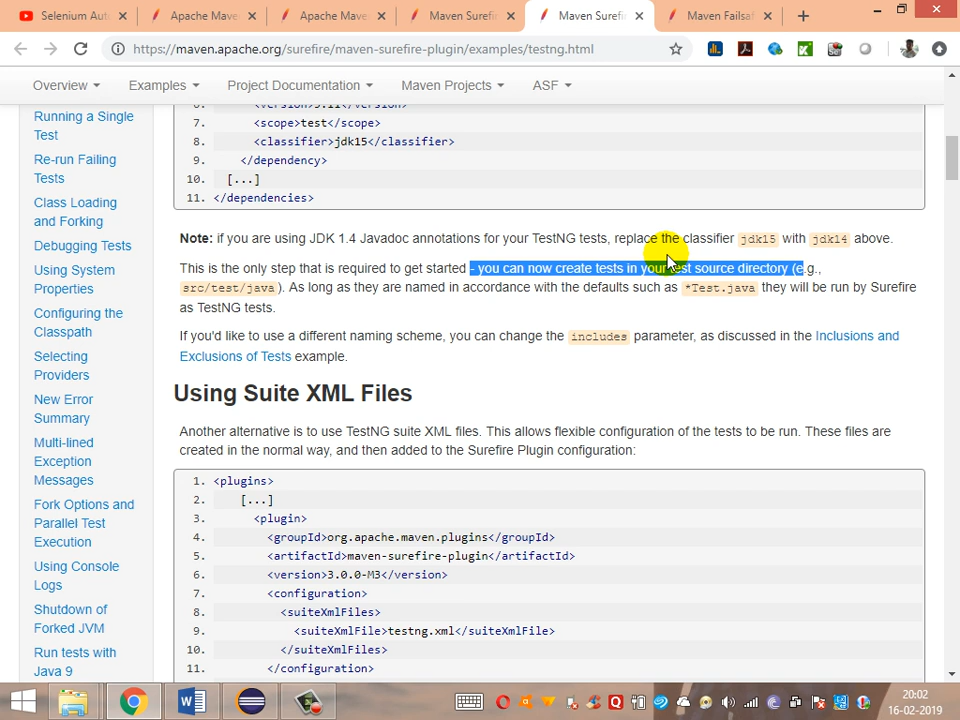 Selenium Aut
Apache Mave
Apache Mave
Maven Surefi
Maven Surefi
Maven Failsaf
https://maven.apache.org/surefire/maven-surefire-plugin/examples/testng.html
Overview
Examples
Project Documentation
Maven Projects
ASF
Running a Single
Test
Re-run Failing
Tests
Class Loading
and Forking
Debugging Tests
Using System
Properties
Configuring the
Classpath
Selecting
Providers
New Error
Summary
Multi-lined
Exception
Messages
Fork Options and
Parallel Test
Execution
Using Console
Logs
Shutdown of
Forked JVM
Run tests with
Java 9
7. <scope>test</scope>
8. <classifier>jdk15</classifier>
9. </dependency>
10. [...]
11. </dependencies>
Note: if you are using JDK 1.4 Javadoc annotations for your TestNG tests, replace the classifier jdk15 with jdk14 above.
This is the only step that is required to get started - you can now create tests in your test source directory (e.g.,
src/test/java). As long as they are named in accordance with the defaults such as *Test.java they will be run by Surefire
as TestNG tests.
If you'd like to use a different naming scheme, you can change the includes parameter, as discussed in the Inclusions and
Exclusions of Tests example.
Using Suite XML Files
Another alternative is to use TestNG suite XML files. This allows flexible configuration of the tests to be run. These files are
created in the normal way, and then added to the Surefire Plugin configuration:
1. <plugins>
2. [...]
3. <plugin>
4. <groupId>org.apache.maven.plugins</groupId>
5. <artifactId>maven-surefire-plugin</artifactId>
6. <version>3.0.0-M3</version>
7. <configuration>
8. <suiteXmlFiles>
9. <suiteXmlFile>testng.xml</suiteXmlFile>
10. </suiteXmlFiles>
11. </configuration>
20:02
16-02-2019